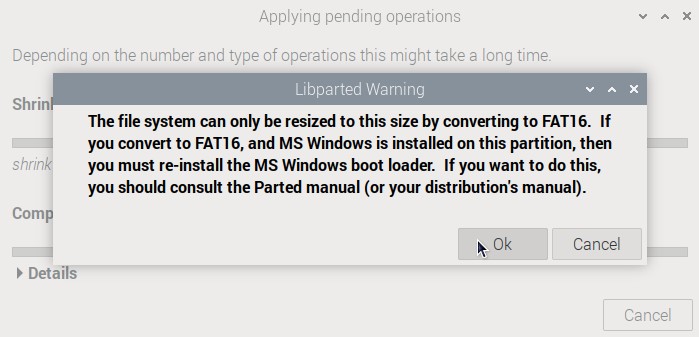 Applying pending operations
Depending on the number and type of operations this might take a long time.
Libparted Warning
The file system can only be resized to this size by converting to FAT16.  If
you convert to FAT16, and MS Windows is installed on this partition, then
you must re-install the MS Windows boot loader.  If you want to do this,
you should consult the Parted manual (or your distribution's manual).
Ok Cancel
shrink
Details
Cancel